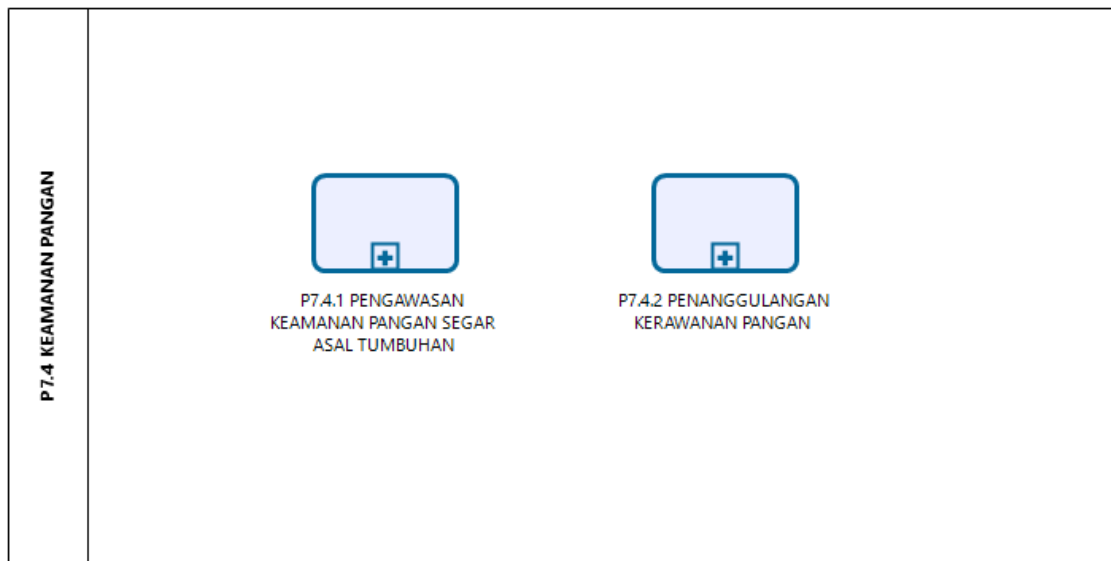 P7.4 KEAMANAN PANGAN
P7.4.1 PENGAWASAN
KEAMANAN PANGAN SEGAR
ASAL TUMBUHAN
P7.4.2 PENANGGULANGAN
KERAWANAN PANGAN